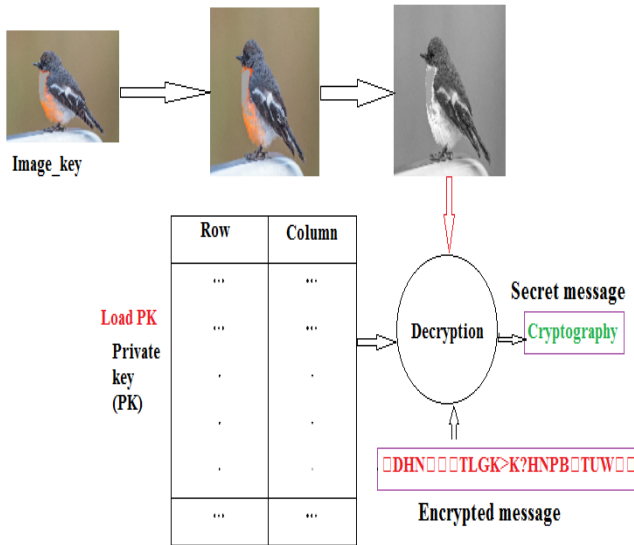 Image_key
Row Column
... ...
Load PK
... ...
Private
key
(PK)
. .
. .
. .
... ...
Decryption
Secret message
Cryptography
□DHN□□□TLGK>K?HNPB□TUW□□
Encrypted message